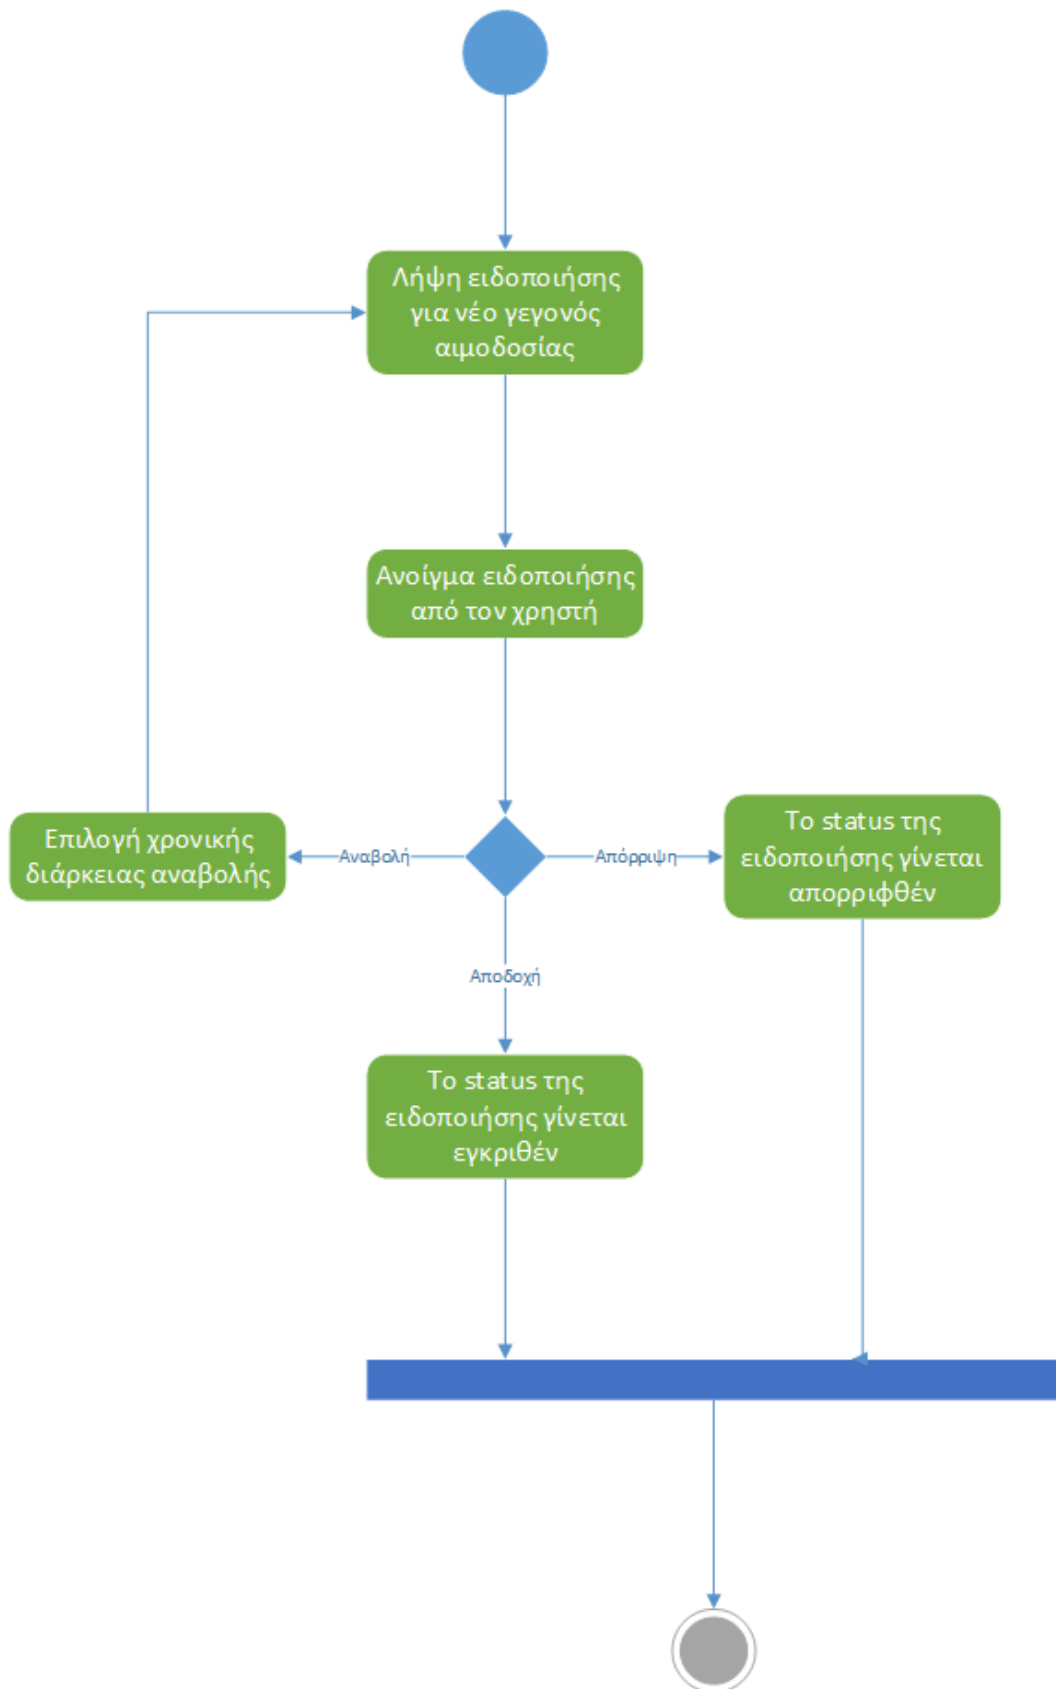 Λήψη ειδοποιήσης
για νέο γεγονός
αιμοδοσίας
Ανοίγμα ειδοποιήσης
από τον χρηστή
Επιλογή χρονικής
διάρκειας αναβολής
Αναβολή
Απόρριψη
Το status της
ειδοποιήσης γίνεται
απορριφθέν
Αποδοχή
Το status της
ειδοποιήσης γίνεται
εγκριθέν